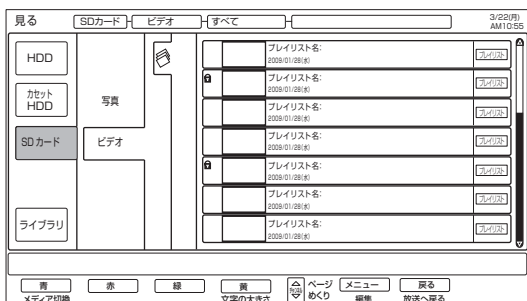 見る
SDカード
ビデオ
すべて
3/22(月)
AM10:55
HDD
カセット
HDD
SDカード
ライブラリ
写真
ビデオ
プレイリスト名:
2009/01/28(水)
プレイリスト
プレイリスト名:
2009/01/28(水)
プレイリスト
プレイリスト名:
2009/01/28(水)
プレイリスト
プレイリスト名:
2009/01/28(水)
プレイリスト
プレイリスト名:
2009/01/28(水)
プレイリスト
プレイリスト名:
2009/01/28(水)
プレイリスト
プレイリスト名:
2009/01/28(水)
プレイリスト
青
メディア切換
赤
緑
黄
文字の大きさ
チャンネル
ページ
めくり
メニュー
編集
戻る
放送へ戻る